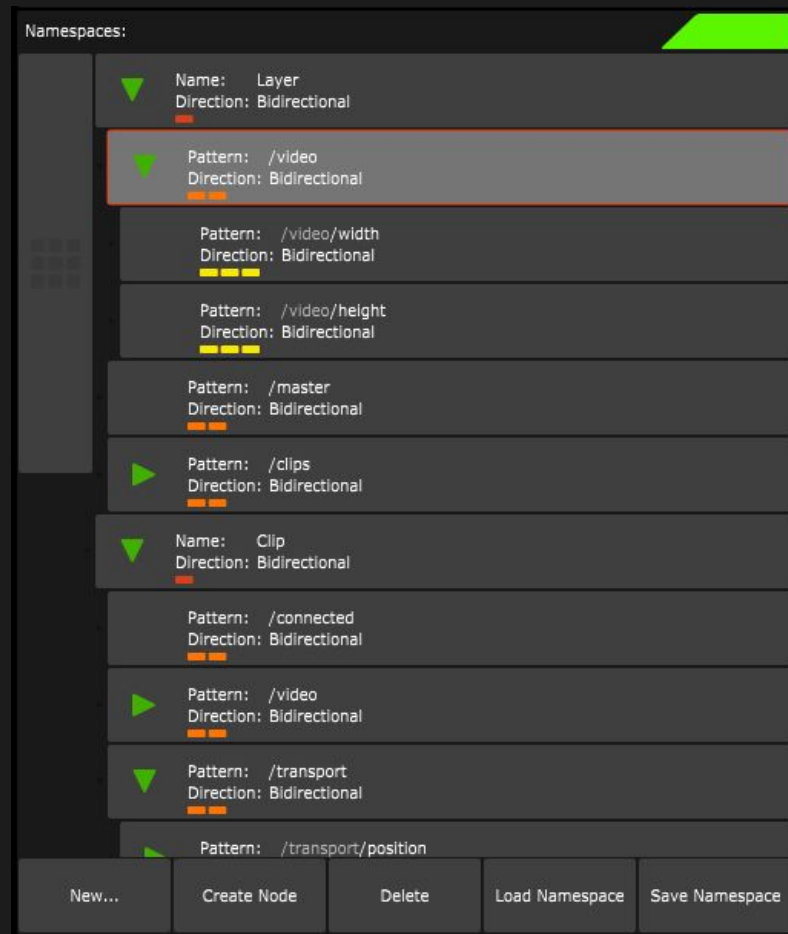 Namespaces:
Name: Layer
Direction: Bidirectional
Pattern: /video
Direction: Bidirectional
Pattern: /video/width
Direction: Bidirectional
Pattern: /video/height
Direction: Bidirectional
Pattern: /master
Direction: Bidirectional
Pattern: /clips
Direction: Bidirectional
Name: Clip
Direction: Bidirectional
Pattern: /connected
Direction: Bidirectional
Pattern: /video
Direction: Bidirectional
Pattern: /transport
Direction: Bidirectional
Pattern: /transport/position
New... Create Node Delete Load Namespace Save Namespace